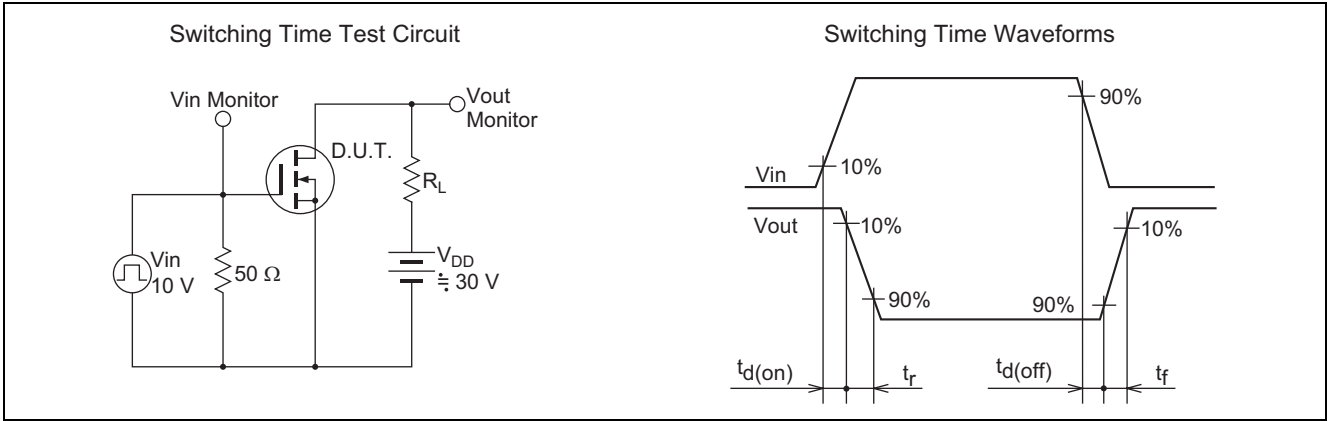 Switching Time Test Circuit
Vin Monitor
Vout
Monitor
D.U.T.
RL
Vin
10 V
50 Ω
VDD
≒ 30 V
Switching Time Waveforms
90%
10%
Vin
Vout
10%
10%
90%
90%
td(on)
tr
td(off)
tf